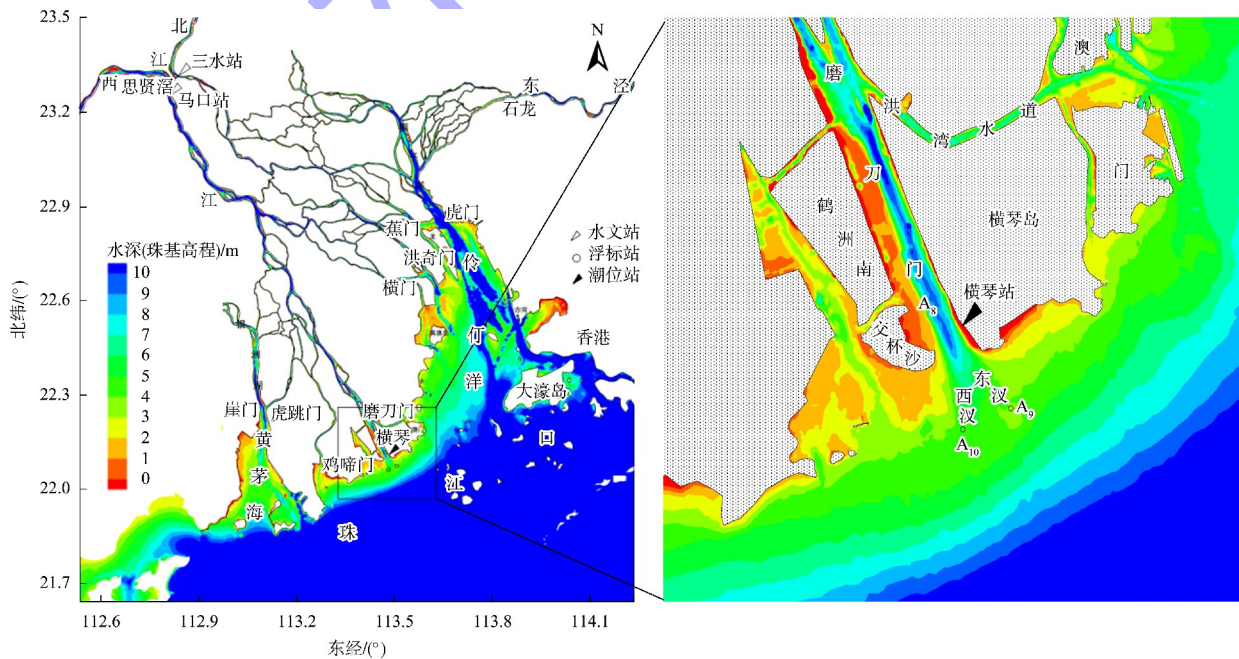 23.5
23.2
22.9
22.6
22.3
22.0
21.7
北纬/(°)
112.6
112.9
113.2
113.5
113.8
114.1
东经/(°)
北
江
三水站
西
思贤滘
马口站
N
东
泾
石龙
江
虎门
蕉门
洪奇门
横门
伶
仃
洋
水文站
浮标站
潮位站
水深(珠基高程)/m
10
9
8
7
6
5
4
3
2
1
0
香港
大濠岛
崖门
虎跳门
磨刀门
横琴
鸡啼门
黄
茅
海
珠
江
口
磨
刀
门
洪
湾
水
道
澳
门
鹤
洲
南
横琴岛
横琴站
A8
交
杯
沙
东
汊
西
汊
A9
A10